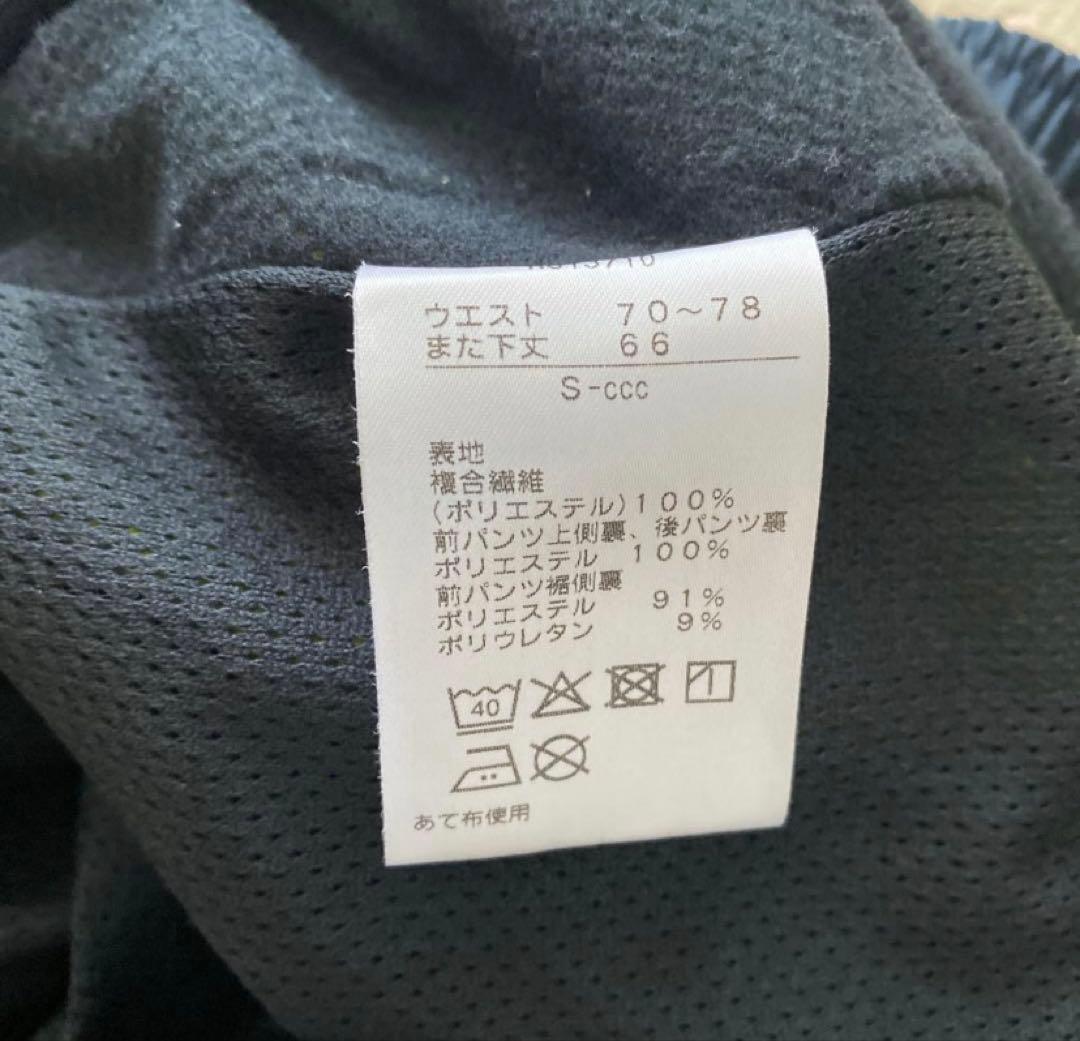 ウエスト 70～78
また下丈 66
S-ccc
表地
複合繊維
(ポリエステル)100%
前パンツ上側裏、後パンツ裏
ポリエステル 100%
前パンツ裾側裏
ポリエステル 91%
ポリウレタン 9%
40
あて布使用